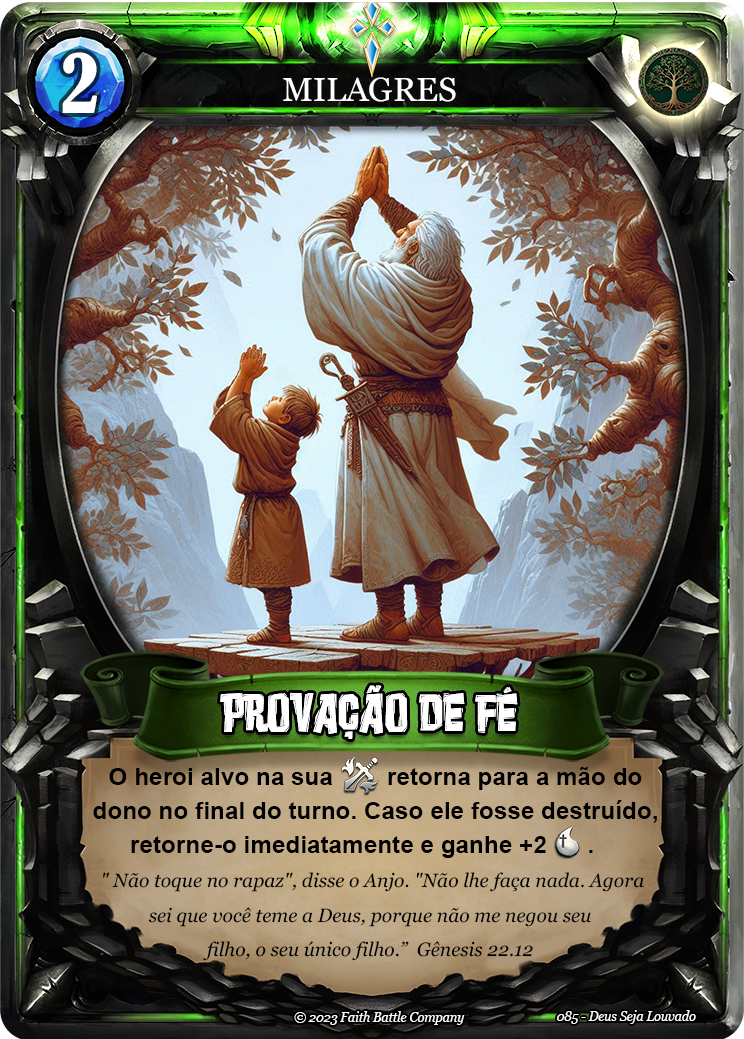 2
MILAGRES
PROVAÇÃO DE FÉ
O heroi alvo na sua retorna para a mão do
dono no final do turno. Caso ele fosse destruído,
retorne-o imediatamente e ganhe +2 .
" Não toque no rapaz", disse o Anjo. "Não lhe faça nada. Agora
sei que você teme a Deus, porque não me negou seu
filho, o seu único filho.” Gênesis 22.12
© 2023 Faith Battle Company
085 - Deus Seja Louvado